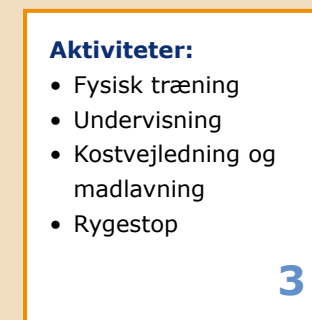 Aktiviteter:
• Fysisk træning
• Undervisning
• Kostvejledning og
madlavning
• Rygestop
3